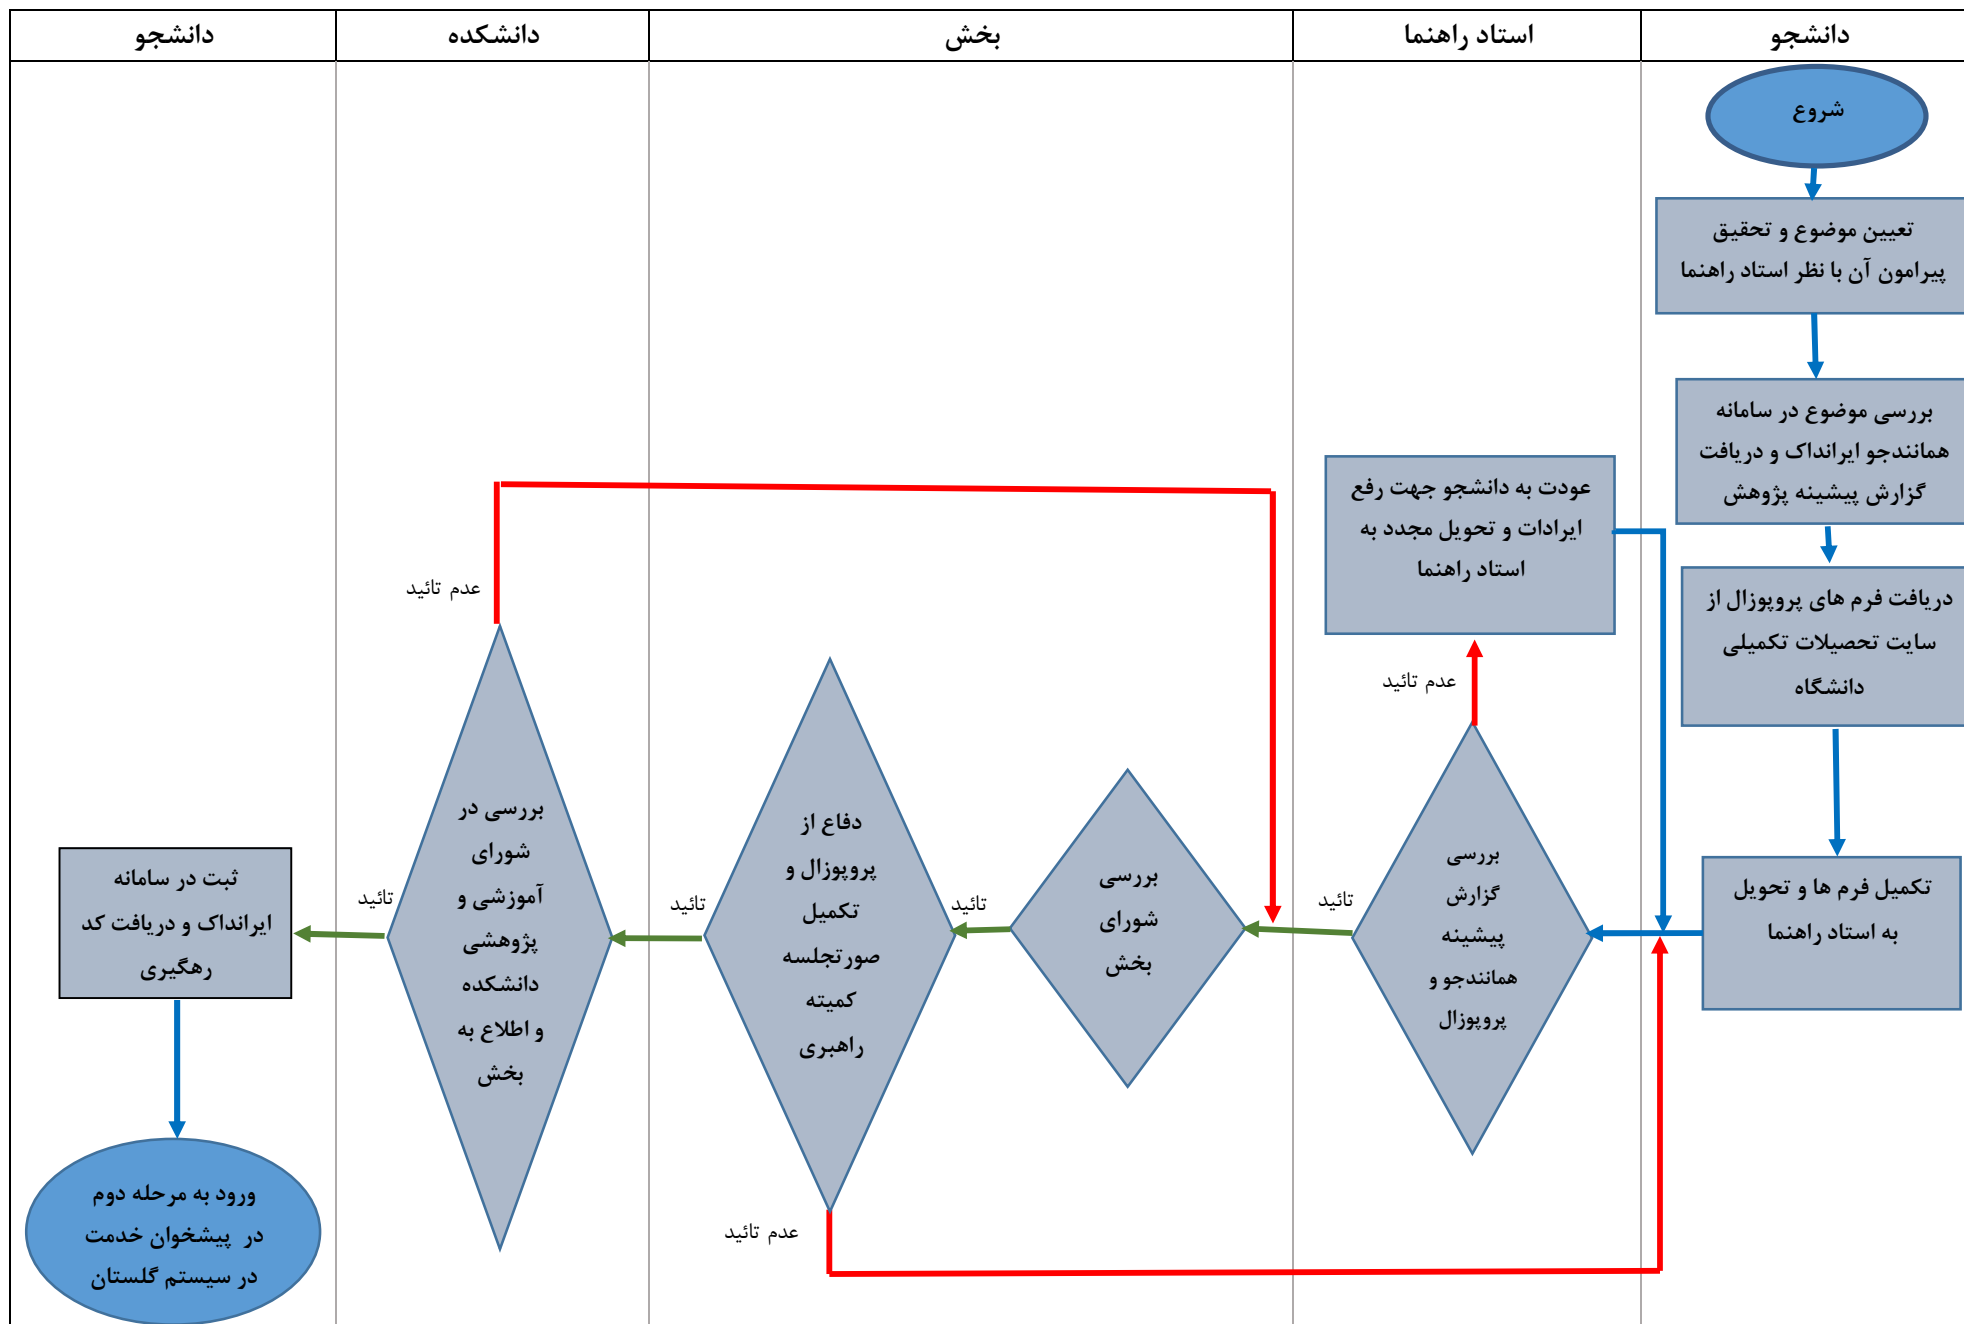 دانشجو
استاد راهنما
بخش
دانشکده
دانشجو
شروع
تعیین موضوع و تحقیق
پیرامون آن با نظر استاد راهنما
بررسی موضوع در سامانه
همانندجو ایرانداک و دریافت
گزارش پیشینه پژوهش
دریافت فرم های پروپوزال از
سایت تحصیلات تکمیلی
دانشگاه
تکمیل فرم ها و تحویل
به استاد راهنما
عودت به دانشجو جهت رفع
ایرادات و تحویل مجدد به
استاد راهنما
عدم تائید
بررسی
گزارش
پیشینه
همانندجو و
پروپوزال
تائید
بررسی
شورای
بخش
تائید
دفاع از
پروپوزال و
تکمیل
صورتجلسه
کمیته
راهبری
عدم تائید
تائید
عدم تائید
بررسی در
شورای
آموزشی و
پژوهشی
دانشکده
و اطلاع به
بخش
تائید
ثبت در سامانه
ایرانداک و دریافت کد
رهگیری
ورود به مرحله دوم
در پیشخوان خدمت
در سیستم گلستان